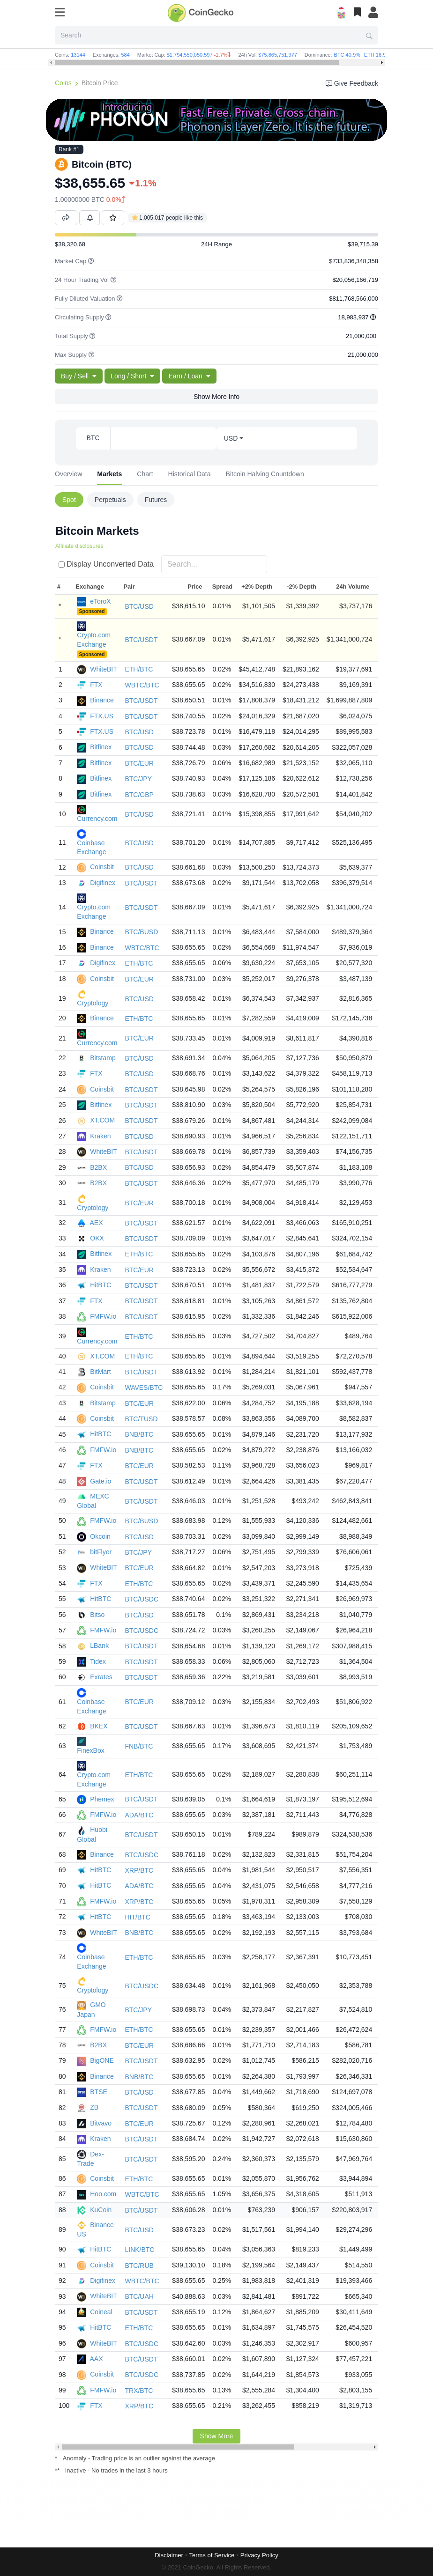 CoinGecko
Search
Coins: 13144 Exchanges: 584 Market Cap: $1,794,550,050,597 -1.7% 24h Vol: $75,865,751,977 Dominance: BTC 40.9% ETH 18.5
Coins Bitcoin Price Give Feedback
Introducing
PHONON Fast. Free. Private. Cross chain.
Phonon is Layer Zero. It is the future.
Rank #1
Bitcoin (BTC)
$38,655.65 1.1%
1.00000000 BTC 0.0%
1,005,017 people like this
$38,320.68 24H Range $39,715.39
Market Cap $733,836,348,358
24 Hour Trading Vol $20,056,166,719
Fully Diluted Valuation $811,768,566,000
Circulating Supply 18,983,937
Total Supply 21,000,000
Max Supply 21,000,000
Buy / Sell Long / Short Earn / Loan
Show More Info
BTC USD
Overview Markets Chart Historical Data Bitcoin Halving Countdown
Spot Perpetuals Futures
Bitcoin Markets
Affiliate disclosures
Display Unconverted Data Search...
# Exchange Pair Price Spread +2% Depth -2% Depth 24h Volume
* eToroX Sponsored BTC/USD $38,615.10 0.01% $1,101,505 $1,339,392 $3,737,176
* Crypto.com Exchange Sponsored BTC/USDT $38,667.09 0.01% $5,471,617 $6,392,925 $1,341,000,724
1 WhiteBIT ETH/BTC $38,655.65 0.02% $45,412,748 $21,893,162 $19,377,691
2 FTX WBTC/BTC $38,655.65 0.02% $34,516,830 $24,273,438 $9,169,391
3 Binance BTC/USDT $38,650.51 0.01% $17,808,379 $18,431,212 $1,699,887,809
4 FTX.US BTC/USDT $38,740.55 0.02% $24,016,329 $21,687,020 $6,024,075
5 FTX.US BTC/USD $38,723.78 0.01% $16,479,118 $24,014,295 $89,995,583
6 Bitfinex BTC/USD $38,744.48 0.03% $17,260,682 $20,614,205 $322,057,028
7 Bitfinex BTC/EUR $38,726.79 0.06% $16,682,989 $21,523,152 $32,065,110
8 Bitfinex BTC/JPY $38,740.93 0.04% $17,125,186 $20,622,612 $12,738,256
9 Bitfinex BTC/GBP $38,738.63 0.03% $16,628,780 $20,572,501 $14,401,842
10 Currency.com BTC/USD $38,721.41 0.01% $15,398,855 $17,991,642 $54,040,202
11 Coinbase Exchange BTC/USD $38,701.20 0.01% $14,707,885 $9,717,412 $525,136,495
12 Coinsbit BTC/USD $38,661.68 0.03% $13,500,250 $13,724,373 $5,639,377
13 Digifinex BTC/USDT $38,673.68 0.02% $9,171,544 $13,702,058 $396,379,514
14 Crypto.com Exchange BTC/USDT $38,667.09 0.01% $5,471,617 $6,392,925 $1,341,000,724
15 Binance BTC/BUSD $38,711.13 0.01% $6,483,444 $7,584,000 $489,379,364
16 Binance WBTC/BTC $38,655.65 0.02% $6,554,668 $11,974,547 $7,936,019
17 Digifinex ETH/BTC $38,655.65 0.06% $9,630,224 $7,653,105 $20,577,320
18 Coinsbit BTC/EUR $38,731.00 0.03% $5,252,017 $9,276,378 $3,487,139
19 Cryptology BTC/USD $38,658.42 0.01% $6,374,543 $7,342,937 $2,816,365
20 Binance ETH/BTC $38,655.65 0.01% $7,282,559 $4,419,009 $172,145,738
21 Currency.com BTC/EUR $38,733.45 0.01% $4,009,919 $8,611,817 $4,390,816
22 Bitstamp BTC/USD $38,691.34 0.04% $5,064,205 $7,127,736 $50,950,879
23 FTX BTC/USD $38,668.76 0.01% $3,143,622 $4,379,322 $458,119,713
24 Coinsbit BTC/USDT $38,645.98 0.02% $5,264,575 $5,826,196 $101,118,280
25 Bitfinex BTC/USDT $38,810.90 0.03% $5,820,504 $5,772,920 $25,854,731
26 XT.COM BTC/USDT $38,679.26 0.01% $4,867,481 $4,244,314 $242,099,084
27 Kraken BTC/USD $38,690.93 0.01% $4,966,517 $5,256,834 $122,151,711
28 WhiteBIT BTC/USDT $38,669.78 0.01% $6,857,739 $3,359,403 $74,156,735
29 B2BX BTC/USD $38,656.93 0.02% $4,854,479 $5,507,874 $1,183,108
30 B2BX BTC/USDT $38,646.36 0.02% $5,477,970 $4,485,179 $3,990,776
31 Cryptology BTC/EUR $38,700.18 0.01% $4,908,004 $4,918,414 $2,129,453
32 AEX BTC/USDT $38,621.57 0.01% $4,622,091 $3,466,063 $165,910,251
33 OKX BTC/USDT $38,709.09 0.01% $3,647,017 $2,845,641 $324,702,154
34 Bitfinex ETH/BTC $38,655.65 0.02% $4,103,876 $4,807,196 $61,684,742
35 Kraken BTC/EUR $38,723.13 0.02% $5,556,672 $3,415,372 $52,534,647
36 HitBTC BTC/USDT $38,670.51 0.01% $1,481,837 $1,722,579 $616,777,279
37 FTX BTC/USDT $38,618.81 0.01% $3,105,263 $4,861,572 $135,762,804
38 FMFW.io BTC/USDT $38,615.95 0.02% $1,332,336 $1,842,246 $615,922,006
39 Currency.com ETH/BTC $38,655.65 0.03% $4,727,502 $4,704,827 $489,764
40 XT.COM ETH/BTC $38,655.65 0.01% $4,894,644 $3,519,255 $72,270,578
41 BitMart BTC/USDT $38,613.92 0.01% $1,284,214 $1,821,101 $592,437,778
42 Coinsbit WAVES/BTC $38,655.65 0.17% $5,269,031 $5,067,961 $947,557
43 Bitstamp BTC/EUR $38,622.00 0.06% $4,284,752 $4,195,188 $33,628,194
44 Coinsbit BTC/TUSD $38,578.57 0.08% $3,863,356 $4,089,700 $8,582,837
45 HitBTC BNB/BTC $38,655.65 0.01% $4,879,146 $2,231,720 $13,177,932
46 FMFW.io BNB/BTC $38,655.65 0.02% $4,879,272 $2,238,876 $13,166,032
47 FTX BTC/EUR $38,582.53 0.11% $3,968,728 $3,656,023 $969,817
48 Gate.io BTC/USDT $38,612.49 0.01% $2,664,426 $3,381,435 $67,220,477
49 MEXC Global BTC/USDT $38,646.03 0.01% $1,251,528 $493,242 $462,843,841
50 FMFW.io BTC/BUSD $38,683.98 0.12% $1,555,933 $4,120,336 $124,482,661
51 Okcoin BTC/USD $38,703.31 0.02% $3,099,840 $2,999,149 $8,988,349
52 bitFlyer BTC/JPY $38,717.27 0.06% $2,751,495 $2,799,339 $76,606,061
53 WhiteBIT BTC/EUR $38,664.82 0.01% $2,547,203 $3,273,918 $725,439
54 FTX ETH/BTC $38,655.65 0.02% $3,439,371 $2,245,590 $14,435,654
55 HitBTC BTC/USDC $38,740.64 0.02% $3,251,322 $2,271,341 $26,969,973
56 Bitso BTC/USD $38,651.78 0.1% $2,869,431 $3,234,218 $1,040,779
57 FMFW.io BTC/USDC $38,724.72 0.03% $3,260,255 $2,149,067 $26,964,218
58 LBank BTC/USDT $38,654.68 0.01% $1,139,120 $1,269,172 $307,988,415
59 Tidex BTC/USDT $38,658.33 0.06% $2,805,060 $2,712,723 $1,364,504
60 Exrates BTC/USDT $38,659.36 0.22% $3,219,581 $3,039,601 $8,993,519
61 Coinbase Exchange BTC/EUR $38,709.12 0.03% $2,155,834 $2,702,493 $51,806,922
62 BKEX BTC/USDT $38,667.63 0.01% $1,396,673 $1,810,119 $205,109,652
63 FinexBox FNB/BTC $38,655.65 0.17% $3,608,695 $2,421,374 $1,753,489
64 Crypto.com Exchange ETH/BTC $38,655.65 0.02% $2,189,027 $2,280,838 $60,251,114
65 Phemex BTC/USDT $38,639.05 0.1% $1,664,619 $1,873,197 $195,512,694
66 FMFW.io ADA/BTC $38,655.65 0.03% $2,387,181 $2,711,443 $4,776,828
67 Huobi Global BTC/USDT $38,650.15 0.01% $789,224 $989,879 $324,538,536
68 Binance BTC/USDC $38,761.18 0.02% $2,132,823 $2,331,815 $51,754,204
69 HitBTC XRP/BTC $38,655.65 0.04% $1,981,544 $2,950,517 $7,556,351
70 HitBTC ADA/BTC $38,655.65 0.04% $2,431,075 $2,546,658 $4,777,216
71 FMFW.io XRP/BTC $38,655.65 0.05% $1,978,311 $2,958,309 $7,558,129
72 HitBTC HIT/BTC $38,655.65 0.18% $3,463,194 $2,133,003 $708,030
73 WhiteBIT BNB/BTC $38,655.65 0.02% $2,192,193 $2,557,115 $3,793,684
74 Coinbase Exchange ETH/BTC $38,655.65 0.03% $2,258,177 $2,367,391 $10,773,451
75 Cryptology BTC/USDC $38,634.48 0.01% $2,161,968 $2,450,050 $2,353,788
76 GMO Japan BTC/JPY $38,698.73 0.04% $2,373,847 $2,217,827 $7,524,810
77 FMFW.io ETH/BTC $38,655.65 0.01% $2,239,357 $2,001,466 $26,472,624
78 B2BX BTC/EUR $38,686.66 0.01% $1,771,710 $2,714,183 $586,781
79 BigONE BTC/USDT $38,632.95 0.02% $1,012,745 $586,215 $282,020,716
80 Binance BNB/BTC $38,655.65 0.01% $2,264,380 $1,793,997 $26,346,331
81 BTSE BTC/USD $38,677.85 0.04% $1,449,662 $1,718,690 $124,697,078
82 ZB BTC/USDT $38,680.09 0.05% $580,364 $619,250 $324,005,466
83 Bitvavo BTC/EUR $38,725.67 0.12% $2,280,961 $2,268,021 $12,784,480
84 Kraken BTC/USDT $38,684.74 0.02% $1,942,727 $2,072,618 $15,630,860
85 Dex-Trade BTC/USDT $38,595.20 0.24% $2,360,373 $2,135,579 $47,969,764
86 Coinsbit ETH/BTC $38,655.65 0.01% $2,055,870 $1,956,762 $3,944,894
87 Hoo.com WBTC/BTC $38,655.65 1.05% $3,656,375 $4,318,605 $511,913
88 KuCoin BTC/USDT $38,606.28 0.01% $763,239 $906,157 $220,803,917
89 Binance US BTC/USD $38,673.23 0.02% $1,517,561 $1,994,140 $29,274,296
90 HitBTC LINK/BTC $38,655.65 0.04% $3,056,363 $819,233 $1,449,499
91 Coinsbit BTC/RUB $39,130.10 0.18% $2,199,564 $2,149,437 $514,550
92 Digifinex WBTC/BTC $38,655.65 0.25% $1,983,818 $2,401,319 $19,393,466
93 WhiteBIT BTC/UAH $40,888.63 0.03% $2,841,481 $891,722 $665,340
94 Coineal BTC/USDT $38,655.19 0.12% $1,864,627 $1,885,209 $30,411,649
95 HitBTC ETH/BTC $38,655.65 0.01% $1,634,897 $1,745,575 $26,454,520
96 WhiteBIT BTC/USDC $38,642.60 0.03% $1,246,353 $2,302,917 $600,957
97 AAX BTC/USDT $38,660.02 0.01% $1,607,890 $1,127,324 $77,457,221
98 Coinsbit BTC/USDC $38,737.85 0.02% $1,644,219 $1,854,573 $933,055
99 FMFW.io TRX/BTC $38,655.65 0.13% $2,555,284 $1,304,400 $2,803,155
100 FTX XRP/BTC $38,655.65 0.21% $3,262,455 $858,219 $1,319,713
Show More
* Anomaly - Trading price is an outlier against the average
** Inactive - No trades in the last 3 hours
Disclaimer · Terms of Service · Privacy Policy
© 2021 CoinGecko. All Rights Reserved.